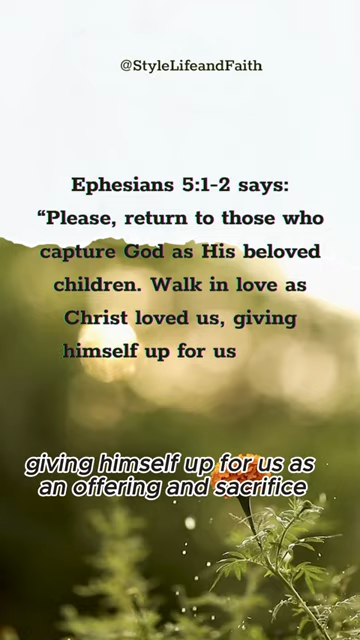 @StyleLifeandFaith
Ephesians 5:1-2 says:
“Please, return to those who
capture God as His beloved
children. Walk in love as
Christ loved us, giving
himself up for us
giving himself up for us as
an offering and sacrifice